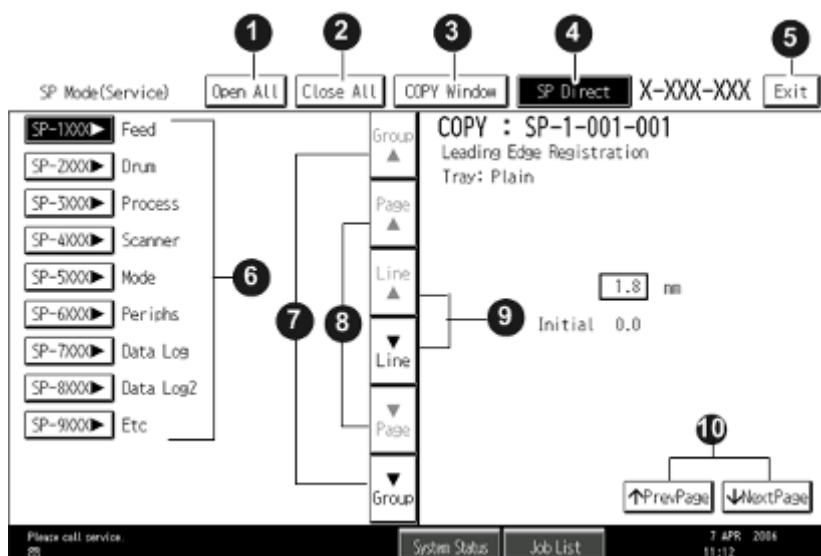 1 2 3 4 5
SP Mode(Service) Open All Close All COPY Window SP Direct X-XXX-XXX Exit
SP-1XXX▶ Feed
SP-2XXX▶ Drum
SP-3XXX▶ Process
SP-4XXX▶ Scanner
SP-5XXX▶ Mode
SP-6XXX▶ Periphs
SP-7XXX▶ Data Log
SP-8XXX▶ Data Log2
SP-9XXX▶ Etc
6
7
8
Group
▲
Page
▲
Line
▲
▼
Line
▼
Page
▼
Group
9
COPY : SP-1-001-001
Leading Edge Registration
Tray: Plain
1.8 mm
Initial 0.0
10
↑PrevPage ↓NextPage
Please call service.
System Status Job List
7 APR 2006
11:12